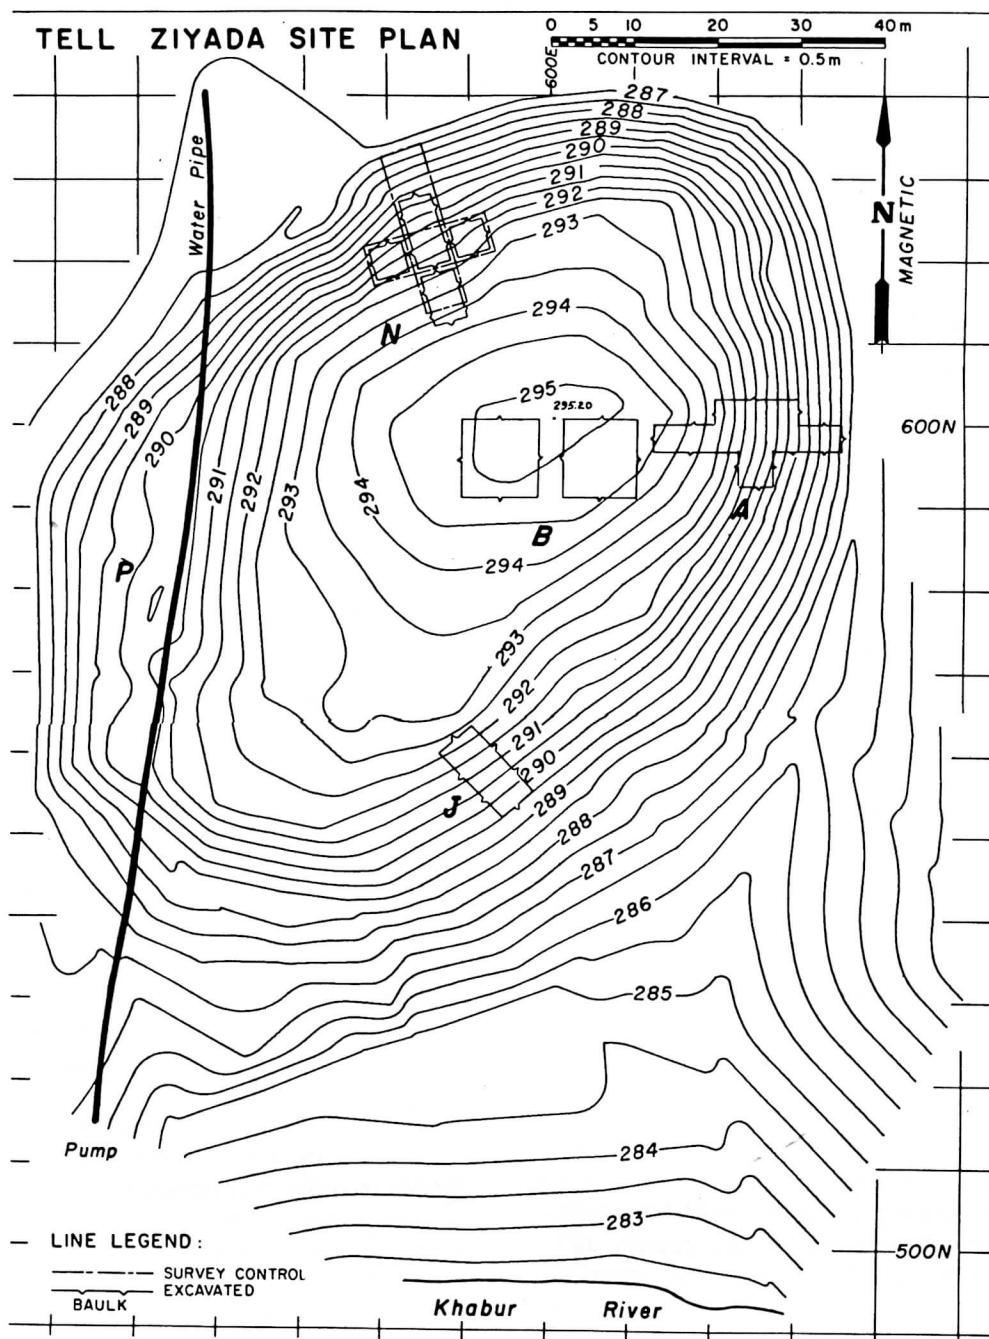 TELL ZIYADA SITE PLAN
0 5 10 20 30 40 m
600E
CONTOUR INTERVAL = 0.5m
287
288
289
290
291
292
293
294
295
295.20
Water Pipe
N
MAGNETIC
N
288
289
290
291
292
293
294
600N
B
A
P
294
293
292
291
290
289
288
287
286
285
J
284
283
Pump
500N
LINE LEGEND:
SURVEY CONTROL
EXCAVATED
BAULK
Khabur River